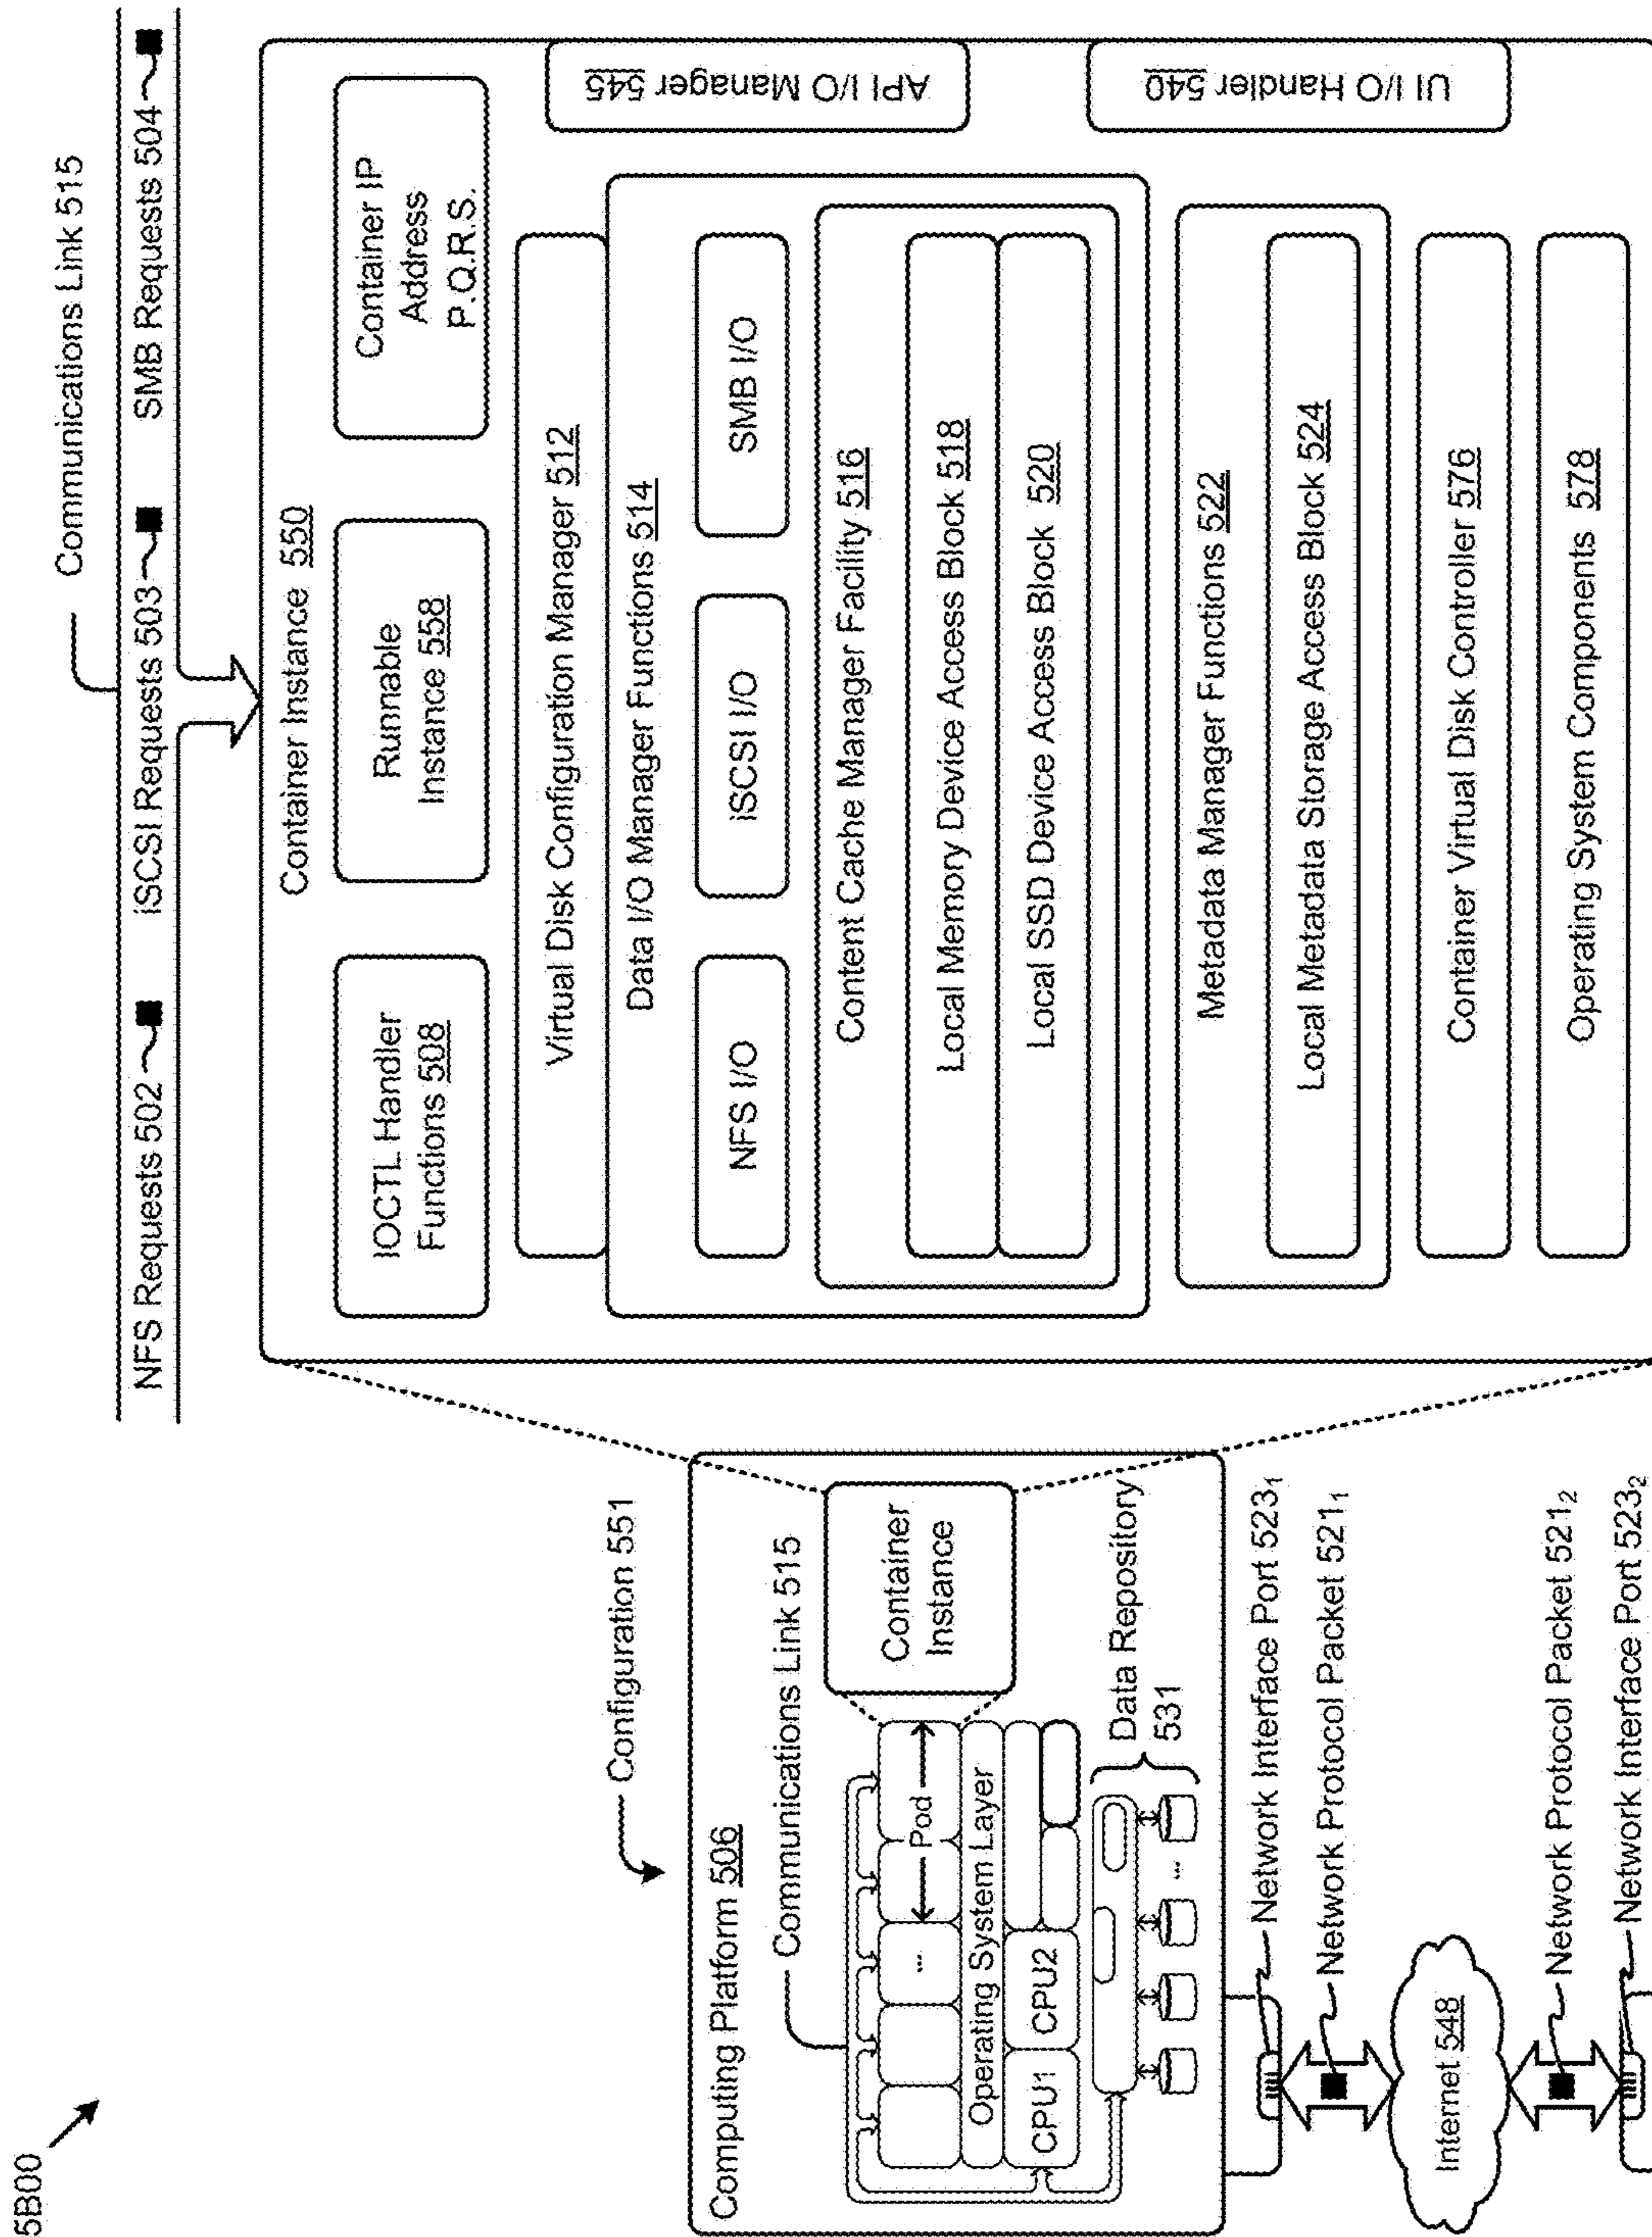 5B00
Communications Link 515
NFS Requests 502
iSCSI Requests 503
SMB Requests 504
Container Instance 550
IOCTL Handler
Functions 508
Runnable
Instance 558
Container IP
Address
P.Q.R.S.
Virtual Disk Configuration Manager 512
Data I/O Manager Functions 514
NFS I/O
iSCSI I/O
SMB I/O
Content Cache Manager Facility 516
Local Memory Device Access Block 518
Local SSD Device Access Block 520
Metadata Manager Functions 522
Local Metadata Storage Access Block 524
Container Virtual Disk Controller 576
Operating System Components 578
API I/O Manager 545
UI I/O Handler 540
Configuration 551
Computing Platform 506
Communications Link 515
Container
Instance
...
Pod
Operating System Layer
CPU1
CPU2
Data Repository
531
...
Network Interface Port 523₁
Network Protocol Packet 521₁
Internet 548
Network Protocol Packet 521₂
Network Interface Port 523₂